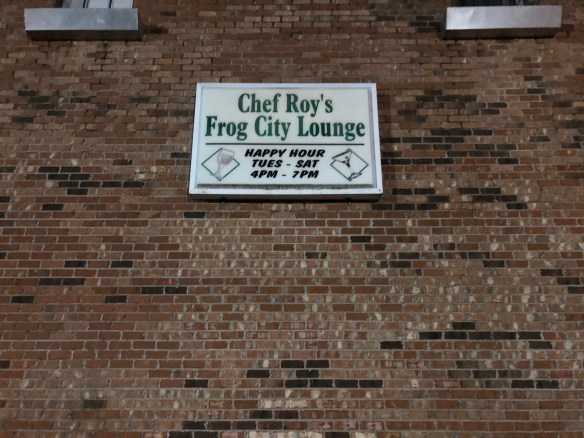 Chef Roy's
Frog City Lounge
HAPPY HOUR
TUES - SAT
4PM - 7PM